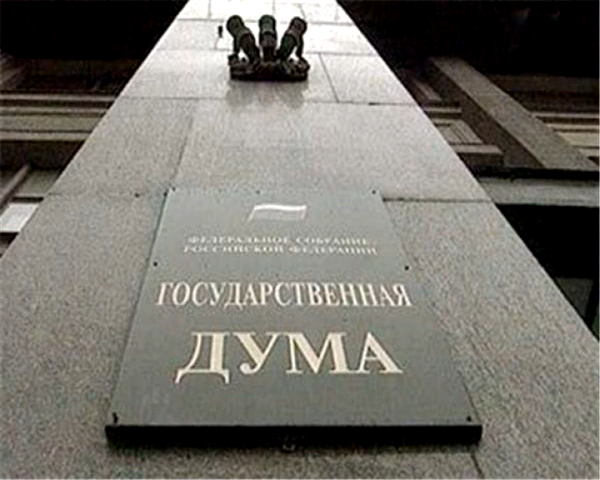 ФЕДЕРАЛЬНОЕ СОБРАНИЕ
РОССИЙСКОЙ ФЕДЕРАЦИИ
ГОСУДАРСТВЕННАЯ
ДУМА